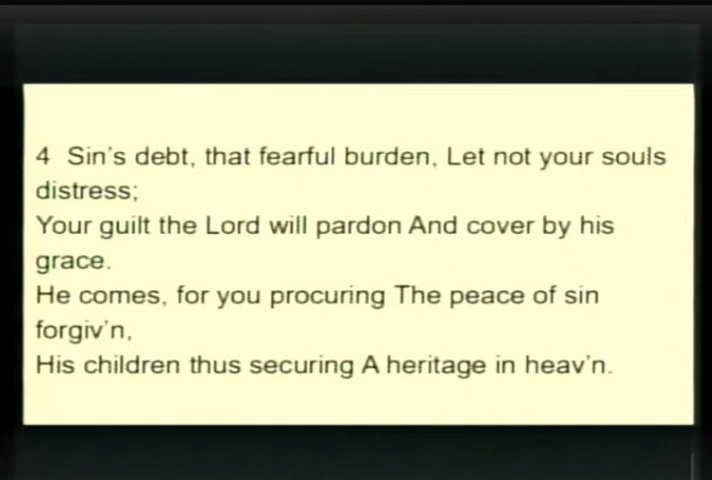 4 Sin's debt, that fearful burden, Let not your souls
distress;
Your guilt the Lord will pardon And cover by his
grace.
He comes, for you procuring The peace of sin
forgiv'n,
His children thus securing A heritage in heav'n.